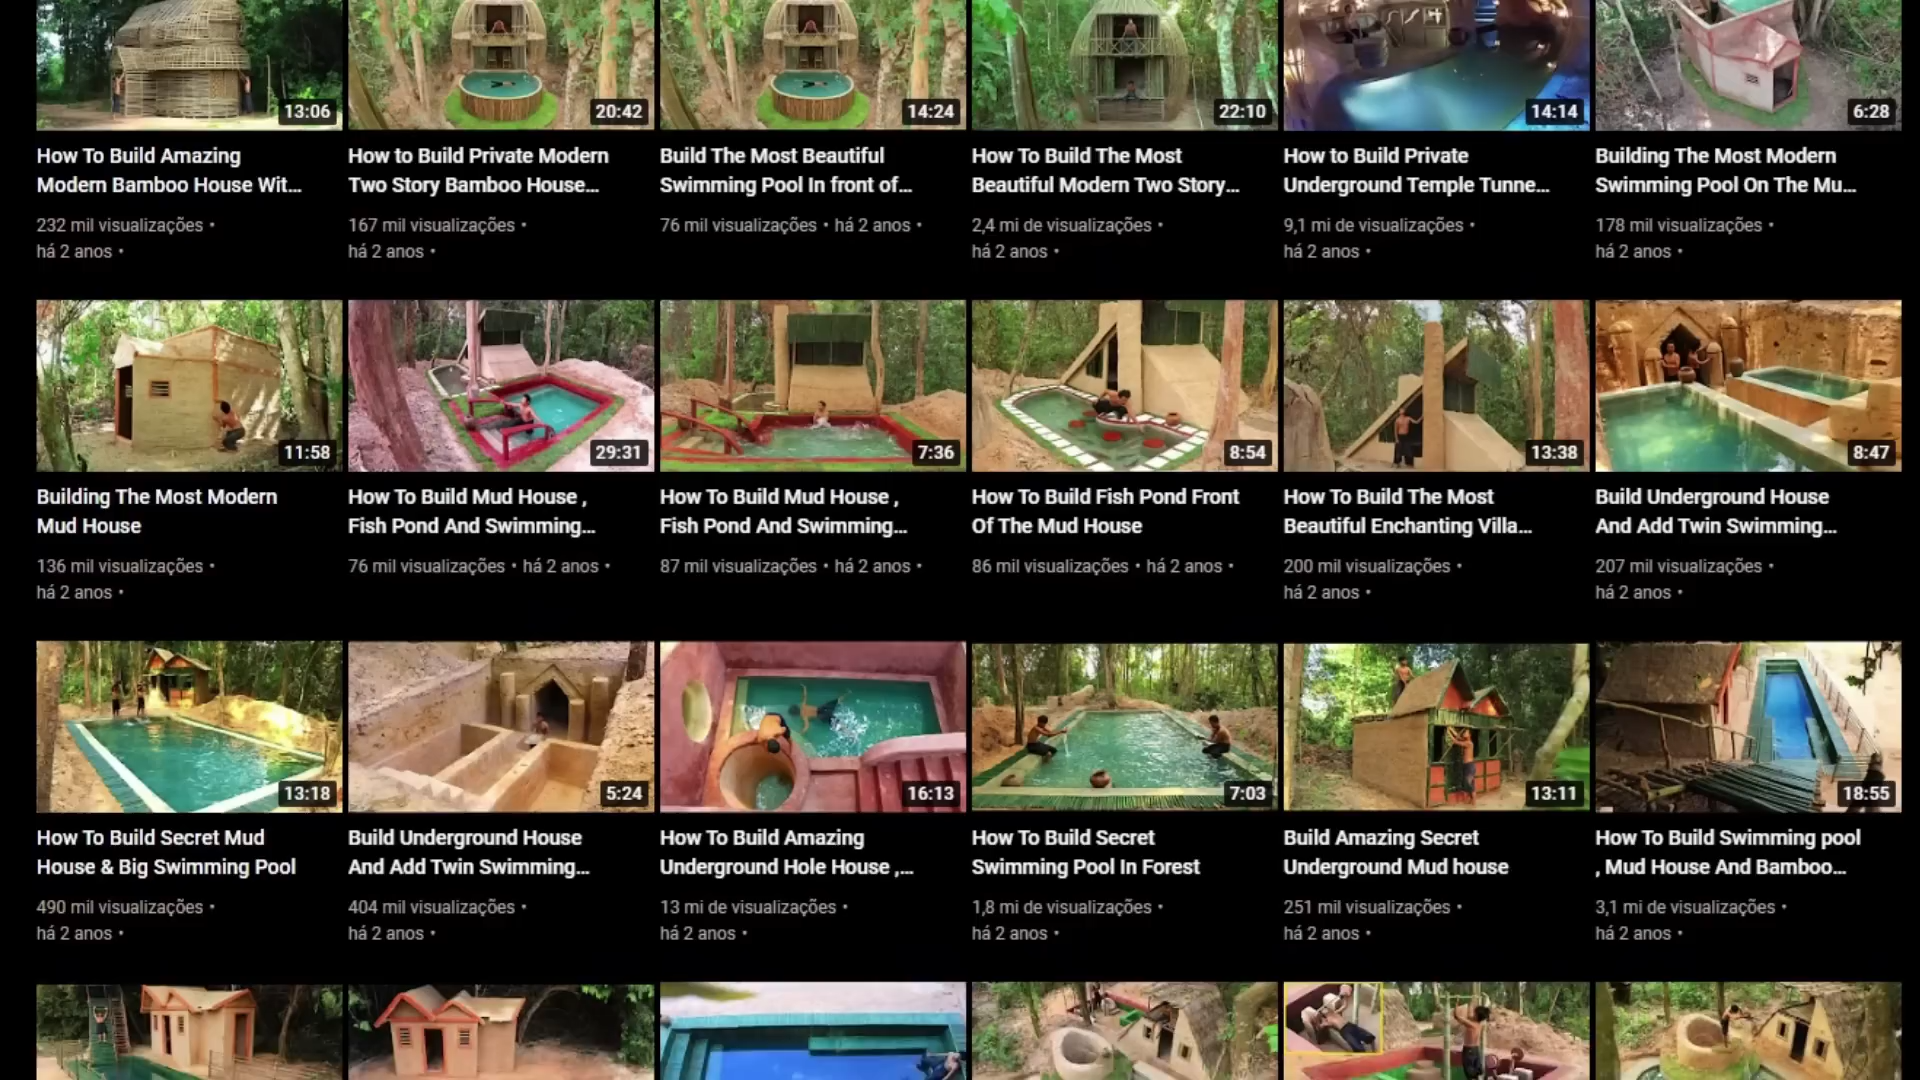 13:06
20:42
14:24
22:10
14:14
6:28
How To Build Amazing
Modern Bamboo House Wit...
232 mil visualizações •
há 2 anos •
How to Build Private Modern
Two Story Bamboo House...
167 mil visualizações •
há 2 anos •
Build The Most Beautiful
Swimming Pool In front of...
76 mil visualizações • há 2 anos •
How To Build The Most
Beautiful Modern Two Story...
2,4 mi de visualizações •
há 2 anos •
How to Build Private
Underground Temple Tunne...
9,1 mi de visualizações •
há 2 anos •
Building The Most Modern
Swimming Pool On The Mu...
178 mil visualizações •
há 2 anos •
11:58
29:31
7:36
8:54
13:38
8:47
Building The Most Modern
Mud House
136 mil visualizações •
há 2 anos •
How To Build Mud House ,
Fish Pond And Swimming...
76 mil visualizações • há 2 anos •
How To Build Mud House ,
Fish Pond And Swimming...
87 mil visualizações • há 2 anos •
How To Build Fish Pond Front
Of The Mud House
86 mil visualizações • há 2 anos •
How To Build The Most
Beautiful Enchanting Villa...
200 mil visualizações •
há 2 anos •
Build Underground House
And Add Twin Swimming...
207 mil visualizações •
há 2 anos •
13:18
5:24
16:13
7:03
13:11
18:55
How To Build Secret Mud
House & Big Swimming Pool
490 mil visualizações •
há 2 anos •
Build Underground House
And Add Twin Swimming...
404 mil visualizações •
há 2 anos •
How To Build Amazing
Underground Hole House ,...
13 mi de visualizações •
há 2 anos •
How To Build Secret
Swimming Pool In Forest
1,8 mi de visualizações •
há 2 anos •
Build Amazing Secret
Underground Mud house
251 mil visualizações •
há 2 anos •
How To Build Swimming pool
, Mud House And Bamboo...
3,1 mi de visualizações •
há 2 anos •